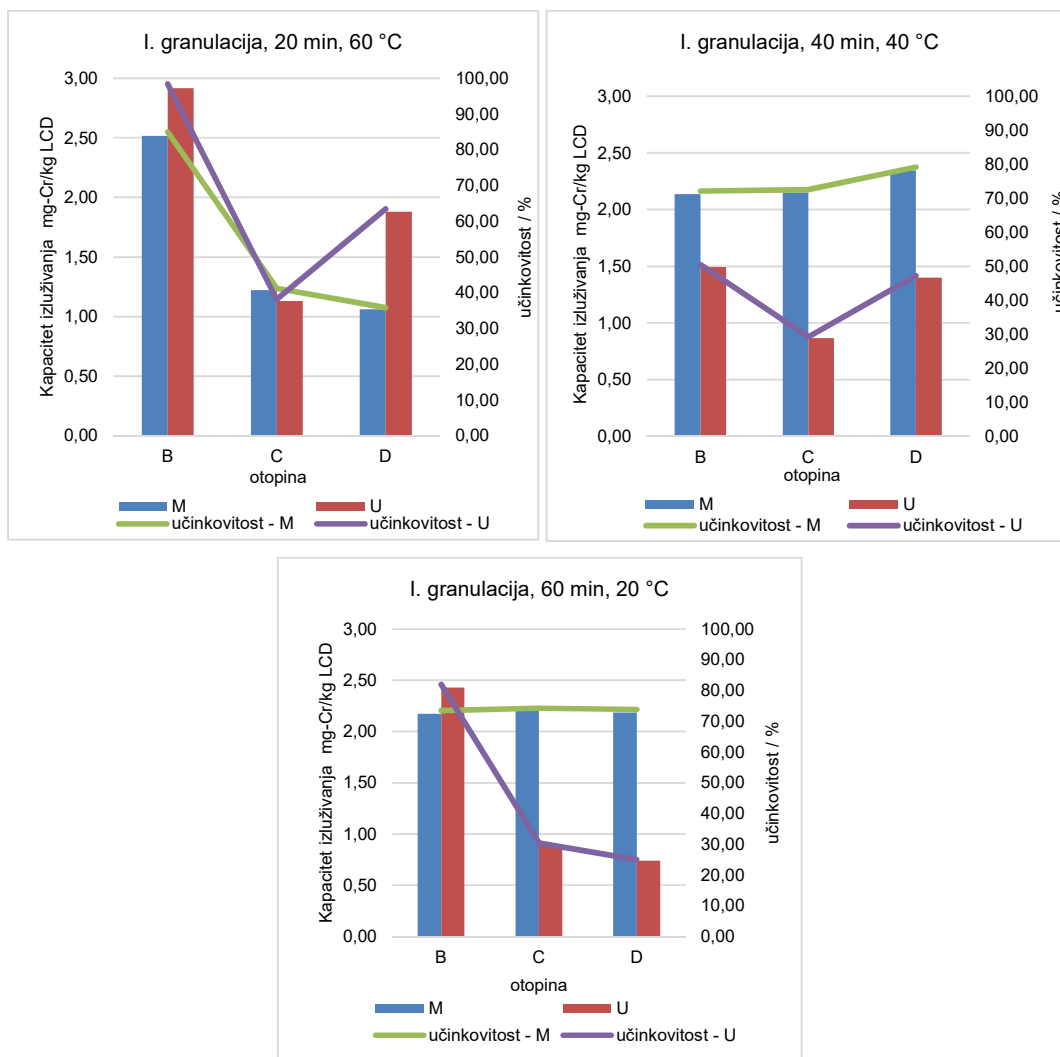 I. granulacija, 20 min, 60 °C
Kapacitet izluživanja mg-Cr/kg LCD
3,00
2,50
2,00
1,50
1,00
0,50
0,00
100,00
90,00
80,00
70,00
60,00
50,00
40,00
30,00
20,00
10,00
0,00
učinkovitost / %
B C D
otopina
M U
učinkovitost - M učinkovitost - U
I. granulacija, 40 min, 40 °C
Kapacitet izluživanja mg-Cr/kg LCD
3,00
2,50
2,00
1,50
1,00
0,50
0,00
100,00
90,00
80,00
70,00
60,00
50,00
40,00
30,00
20,00
10,00
0,00
učinkovitost / %
B C D
otopina
M U
učinkovitost - M učinkovitost - U
I. granulacija, 60 min, 20 °C
Kapacitet izluživanja mg-Cr/kg LCD
3,00
2,50
2,00
1,50
1,00
0,50
0,00
100,00
90,00
80,00
70,00
60,00
50,00
40,00
30,00
20,00
10,00
0,00
učinkovitost / %
B C D
otopina
M U
učinkovitost - M učinkovitost - U